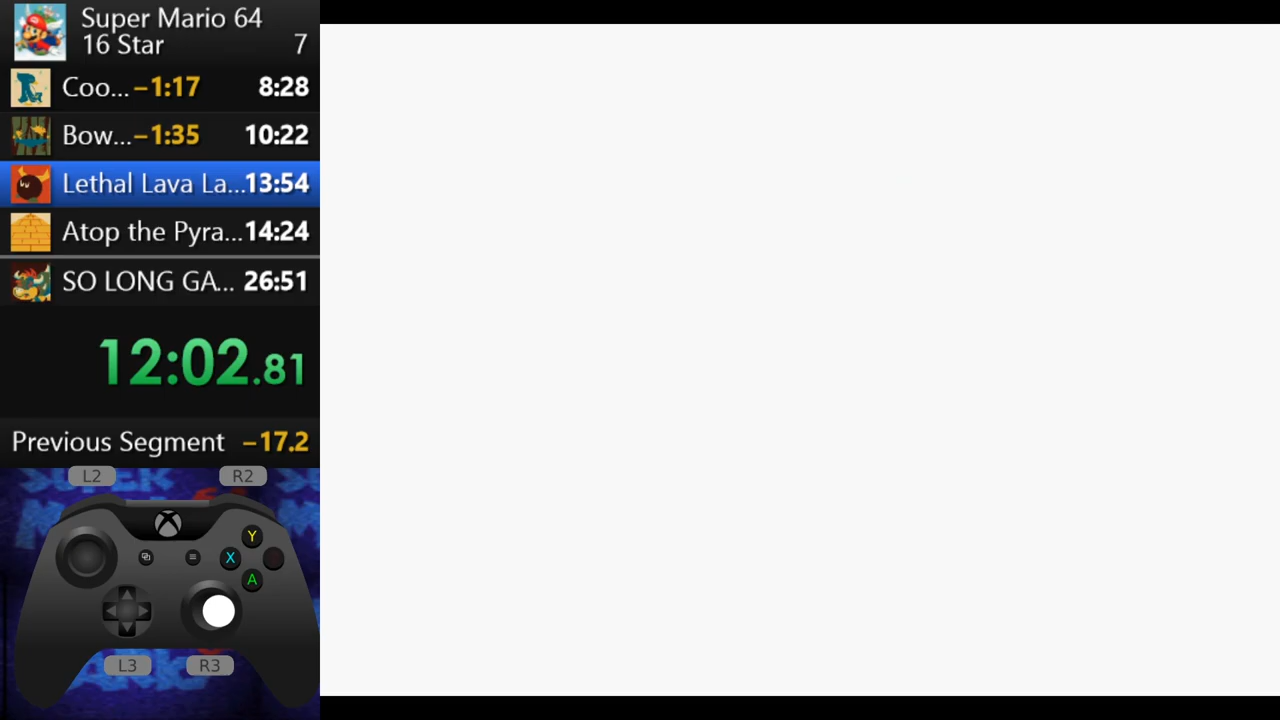 Super Mario 64
16 Star 7
Coo... −1:17 8:28
Bow... −1:35 10:22
Lethal Lava La... 13:54
Atop the Pyra... 14:24
SO LONG GA... 26:51
12:02.81
Previous Segment −17.2
L2 R2
Y
X
A
L3 R3